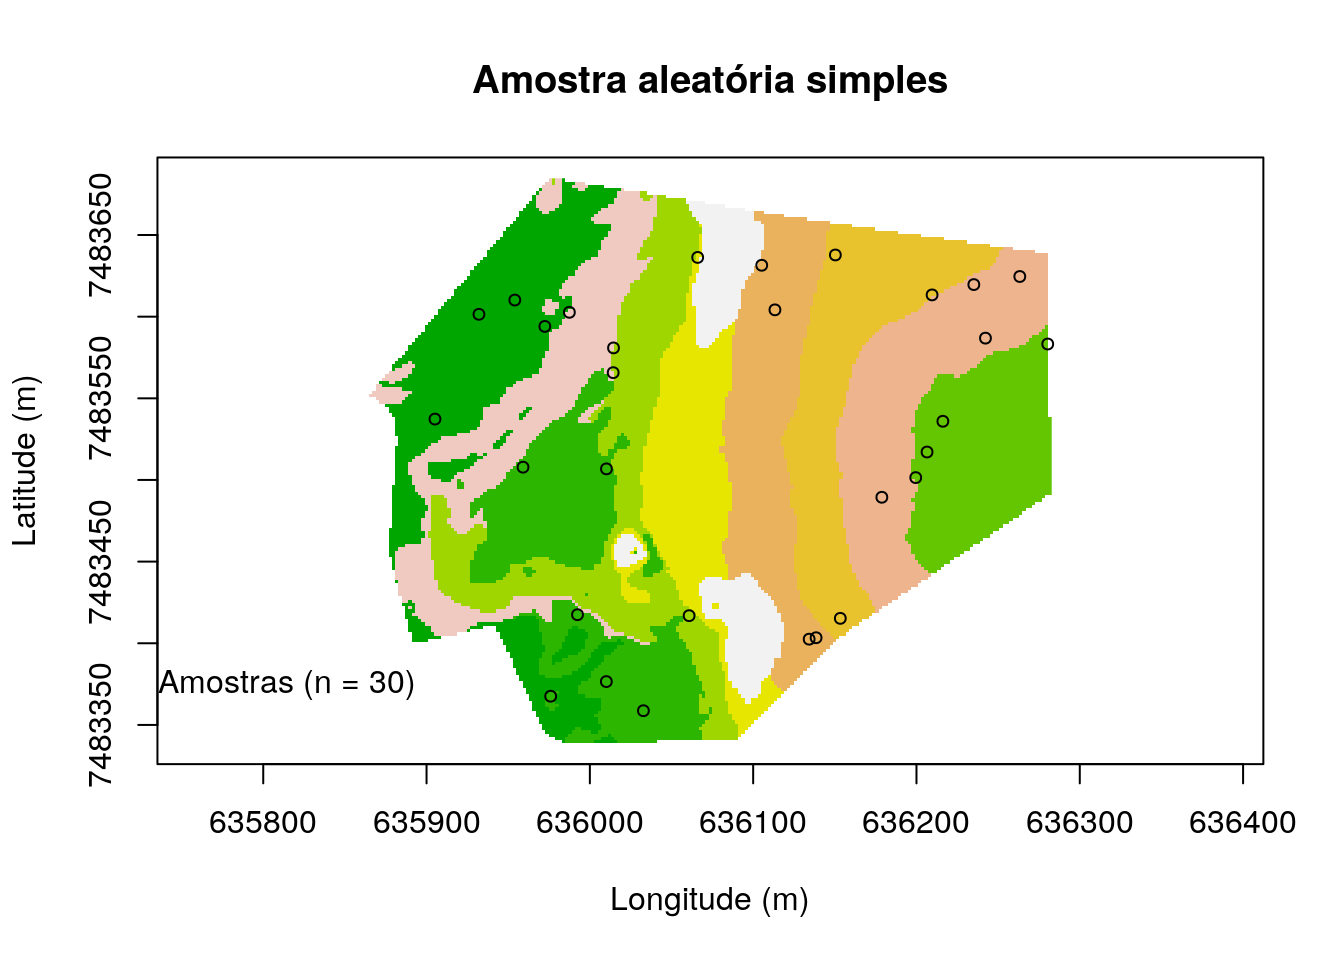 Amostra aleatória simples
Latitude (m)
7483650
7483550
7483450
7483350
Amostras (n = 30)
635800 635900 636000 636100 636200 636300 636400
Longitude (m)